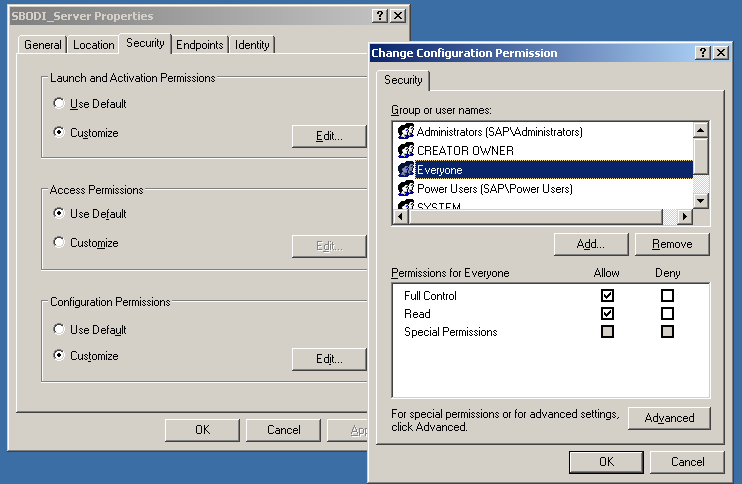 SBODI_Server Properties
General
Location
Security
Endpoints
Identity
Launch and Activation Permissions
Use Default
Customize
Edit...
Access Permissions
Use Default
Customize
Edit...
Configuration Permissions
Use Default
Customize
Edit...
OK
Cancel
Change Configuration Permission
Security
Group or user names:
Administrators (SAP\Administrators)
CREATOR OWNER
Everyone
Power Users (SAP\Power Users)
SYSTEM
Add...
Remove
Permissions for Everyone
Allow
Deny
Full Control
Read
Special Permissions
For special permissions or for advanced settings,
click Advanced.
Advanced
OK
Cancel